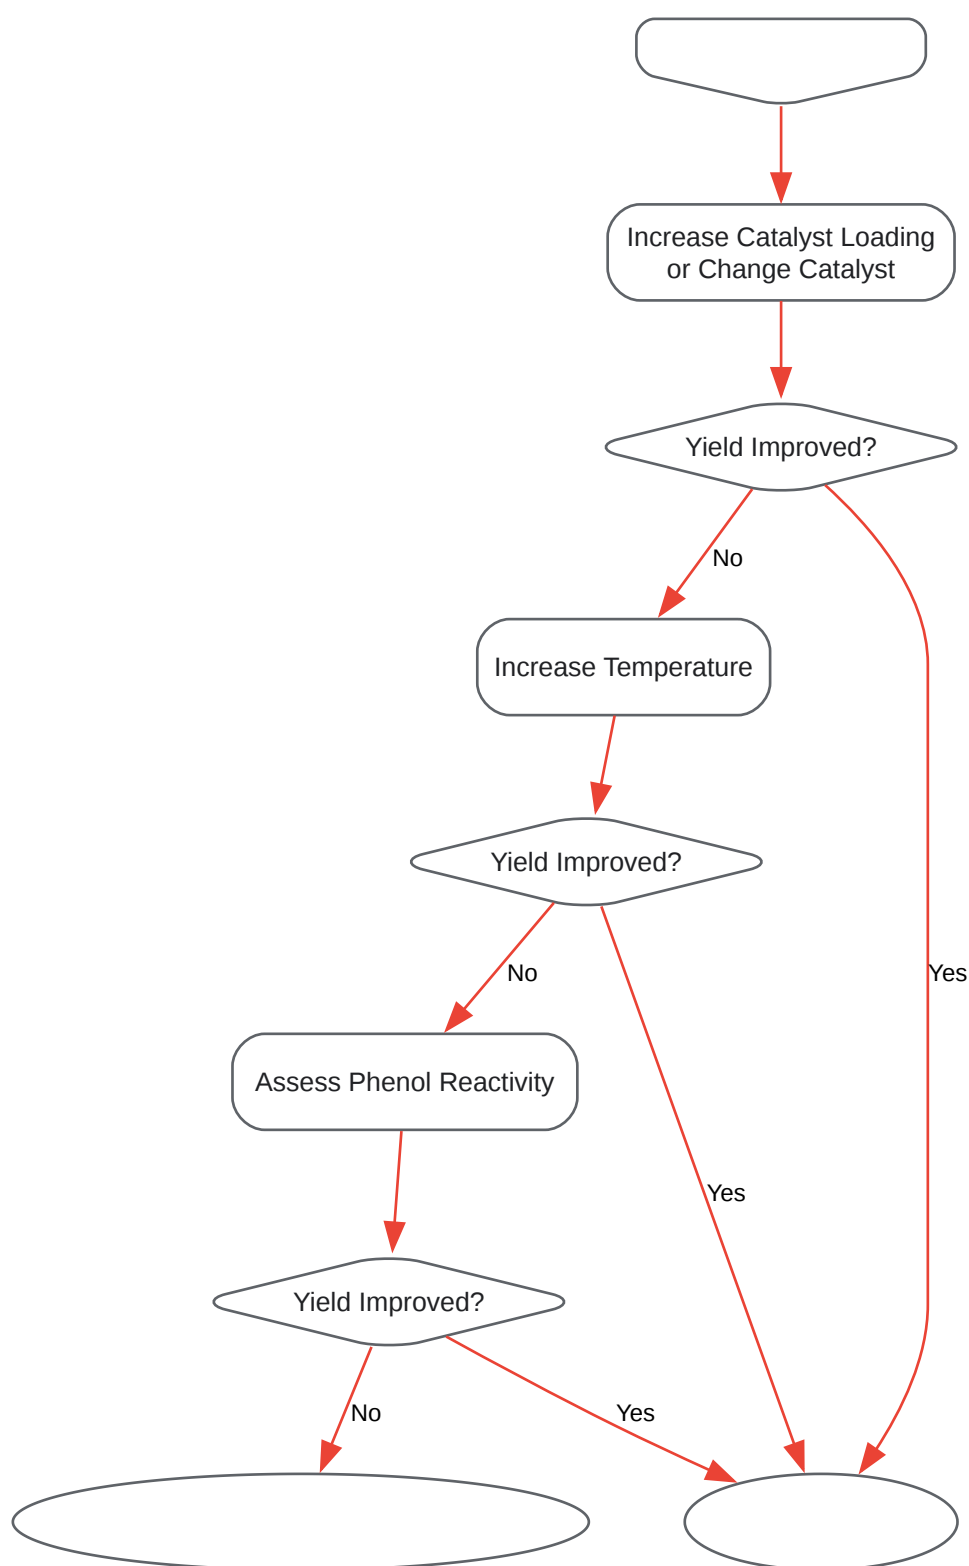 Increase Catalyst Loading
or Change Catalyst
Yield Improved?
No
Increase Temperature
Yield Improved?
No
Yes
Assess Phenol Reactivity
Yes
Yield Improved?
No
Yes